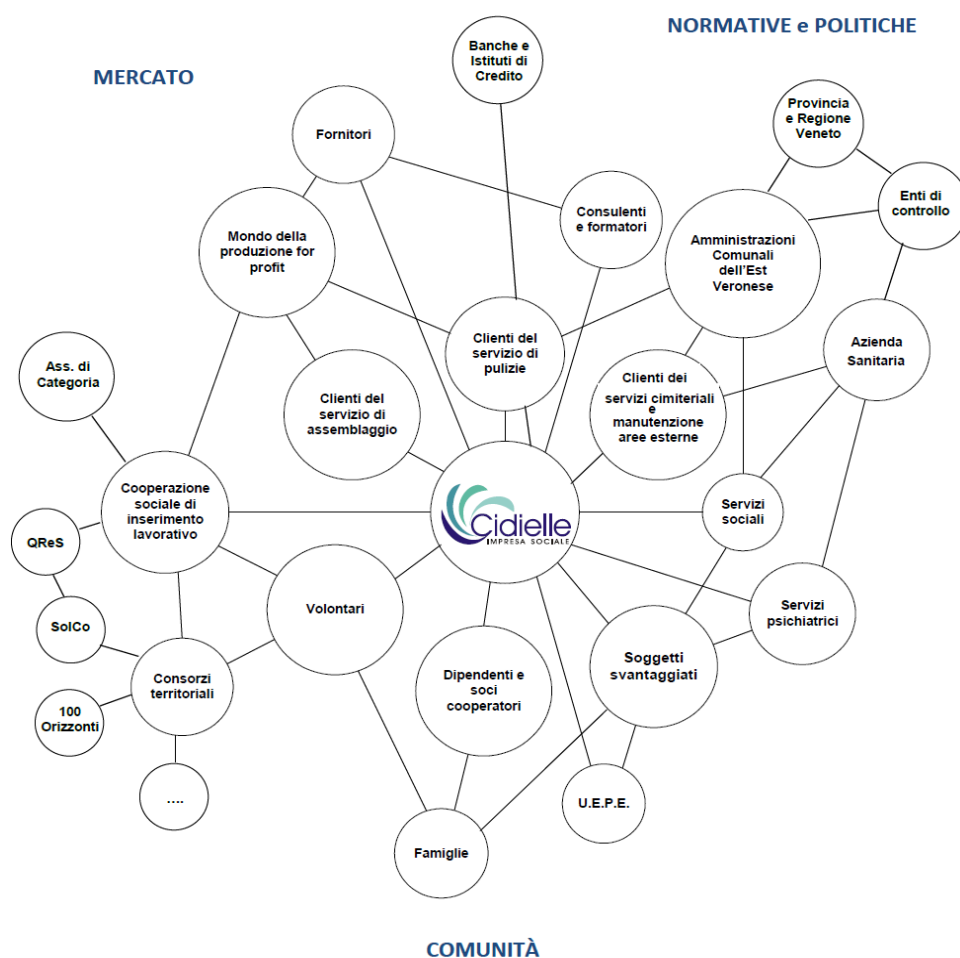 NORMATIVE e POLITICHE
MERCATO
Banche e
Istituti di
Credito
Provincia
e Regione
Veneto
Fornitori
Enti di
controllo
Consulenti
e formatori
Mondo della
produzione for
profit
Amministrazioni
Comunali
dell'Est
Veronese
Clienti del
servizio di
pulizie
Azienda
Sanitaria
Ass. di
Categoria
Clienti dei
servizi cimiteriali
e
manutenzione
aree esterne
Clienti del
servizio di
assemblaggio
Cooperazione
sociale di
inserimento
lavorativo
Cidielle
IMPRESA SOCIALE
Servizi
sociali
QReS
Volontari
Servizi
psichiatrici
SolCo
Soggetti
svantaggiati
Consorzi
territoriali
Dipendenti e
soci
cooperatori
100
Orizzonti
....
U.E.P.E.
Famiglie
COMUNITÀ